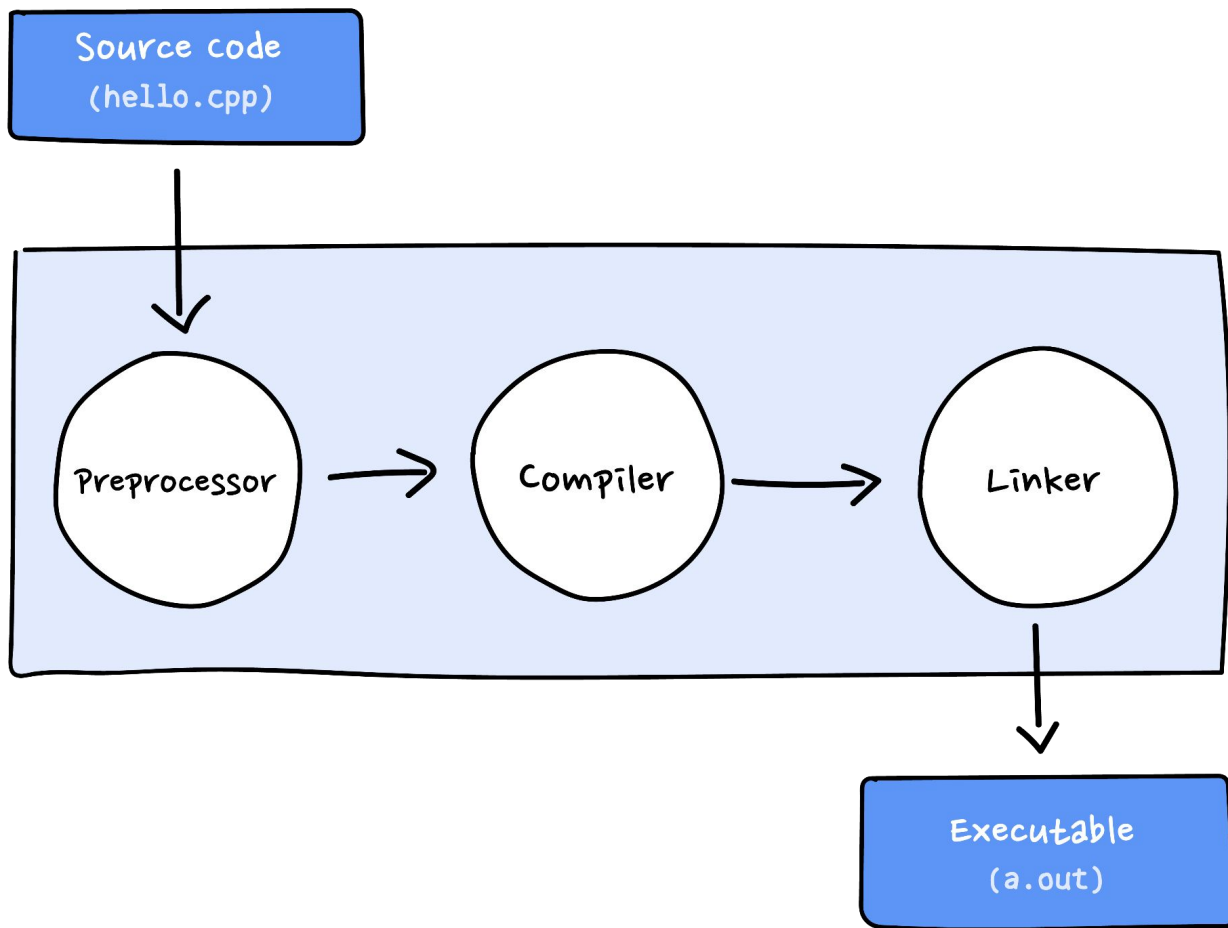 Source code
(hello.cpp)
Preprocessor
Compiler
Linker
Executable
(a.out)